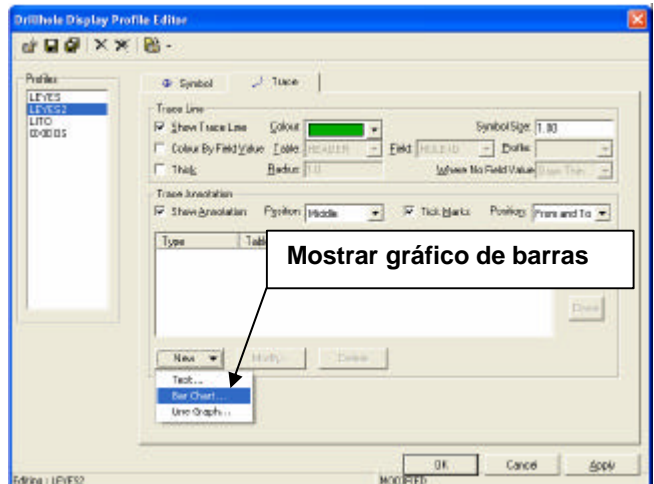 Drillhole Display Profile Editor
Profiles
LEYES
LEYES2
LITO
OXIDOS
Symbol
Trace
Trace Line
Show Trace Line
Colour
Symbol Size: 1.00
Colour By Field Value
Table: HEADER
Field: HOLEID
Profile:
Thick
Radius: 1.0
Where No Field Value: Draw Thin
Trace Annotation
Show Annotation
Position: Middle
Tick Marks
Position: From and To
Type
Mostrar gráfico de barras
New
Modify...
Delete
Text...
Bar Chart...
Line Graph...
OK
Cancel
Apply
Editing : LEYES2
MODIFIED